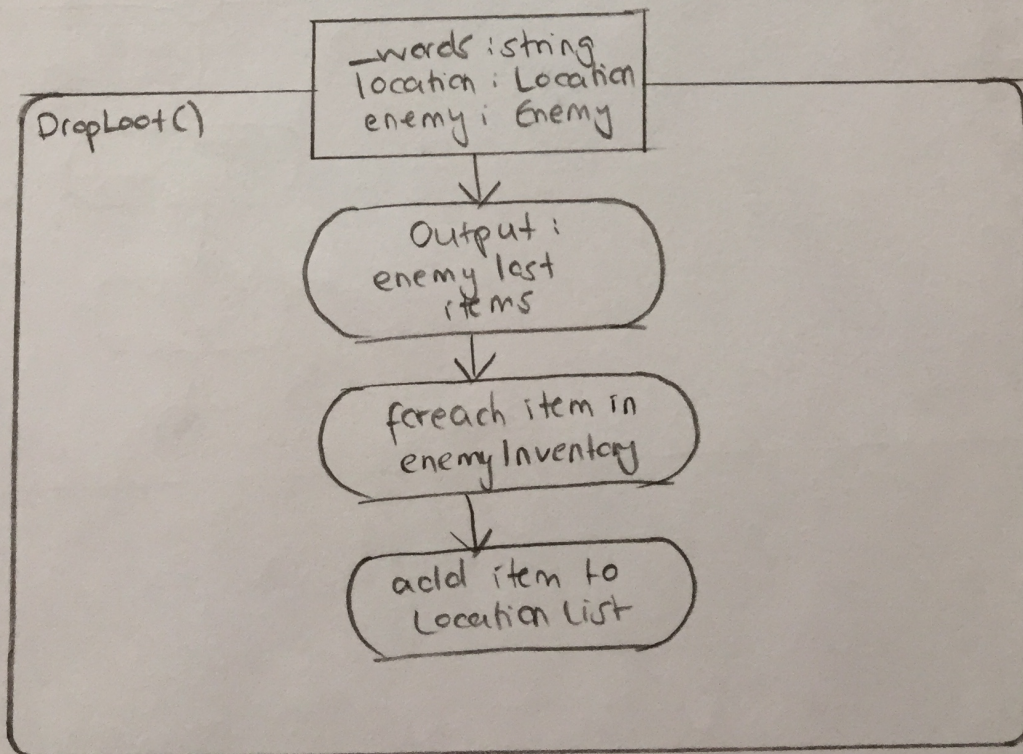 _words : string
location : Location
enemy : Enemy
DropLoot()
Output :
enemy lost
items
foreach item in
enemyInventory
add item to
Location List